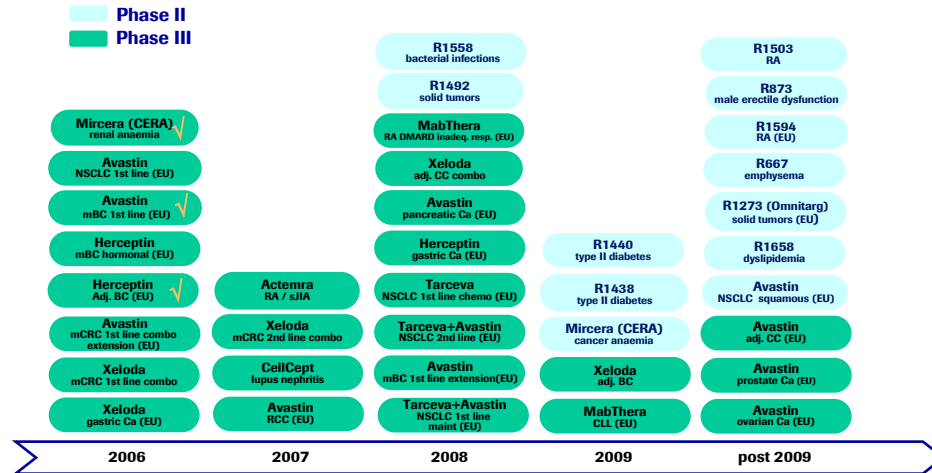 Phase II
Phase III
Mircera (CERA)
renal anaemia
Avastin
NSCLC 1st line (EU)
Avastin
mBC 1st line (EU)
Herceptin
mBC hormonal (EU)
Herceptin
Adj. BC (EU)
Avastin
mCRC 1st line combo
extension (EU)
Xeloda
mCRC 1st line combo
Xeloda
gastric Ca (EU)
Actemra
RA / sJIA
Xeloda
mCRC 2nd line combo
CellCept
lupus nephritis
Avastin
RCC (EU)
R1558
bacterial infections
R1492
solid tumors
MabThera
RA DMARD inadeq. resp. (EU)
Xeloda
adj. CC combo
Avastin
pancreatic Ca (EU)
Herceptin
gastric Ca (EU)
Tarceva
NSCLC 1st line chemo (EU)
Tarceva+Avastin
NSCLC 2nd line (EU)
Avastin
mBC 1st line extension(EU)
Tarceva+Avastin
NSCLC 1st line
maint (EU)
R1440
type II diabetes
R1438
type II diabetes
Mircera (CERA)
cancer anaemia
Xeloda
adj. BC
MabThera
CLL (EU)
R1503
RA
R873
male erectile dysfunction
R1594
RA (EU)
R667
emphysema
R1273 (Omnitarg)
solid tumors (EU)
R1658
dyslipidemia
Avastin
NSCLC squamous (EU)
Avastin
adj. CC (EU)
Avastin
prostate Ca (EU)
Avastin
ovarian Ca (EU)
2006
2007
2008
2009
post 2009